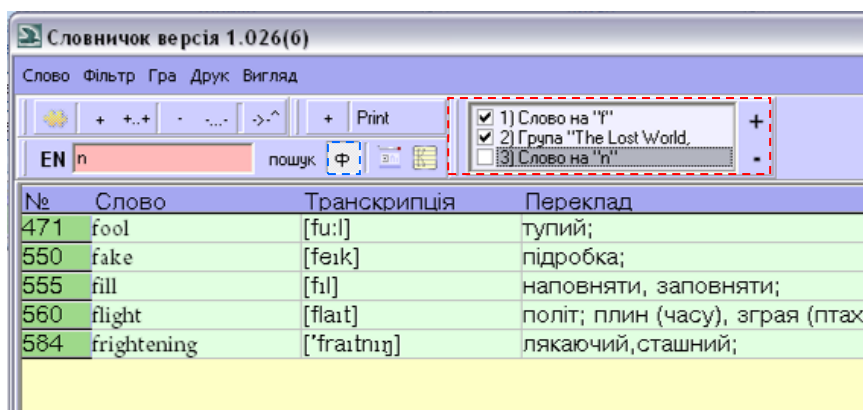 Словничок версія 1.026(б)
Слово Фільтр Гра Друк Вигляд
+ +..+ - -...- ->-^ + Print
1) Слово на "f"
2) Група "The Lost World,
3) Слово на "n"
+
-
EN n пошук Ф
№ Слово Транскрипція Переклад
471 fool [fu:l] тупий;
550 fake [feɪk] підробка;
555 fill [fɪl] наповняти, заповняти;
560 flight [flaɪt] політ; плин (часу), зграя (птах
584 frightening ['fraɪtnɪŋ] лякаючий,сташний;